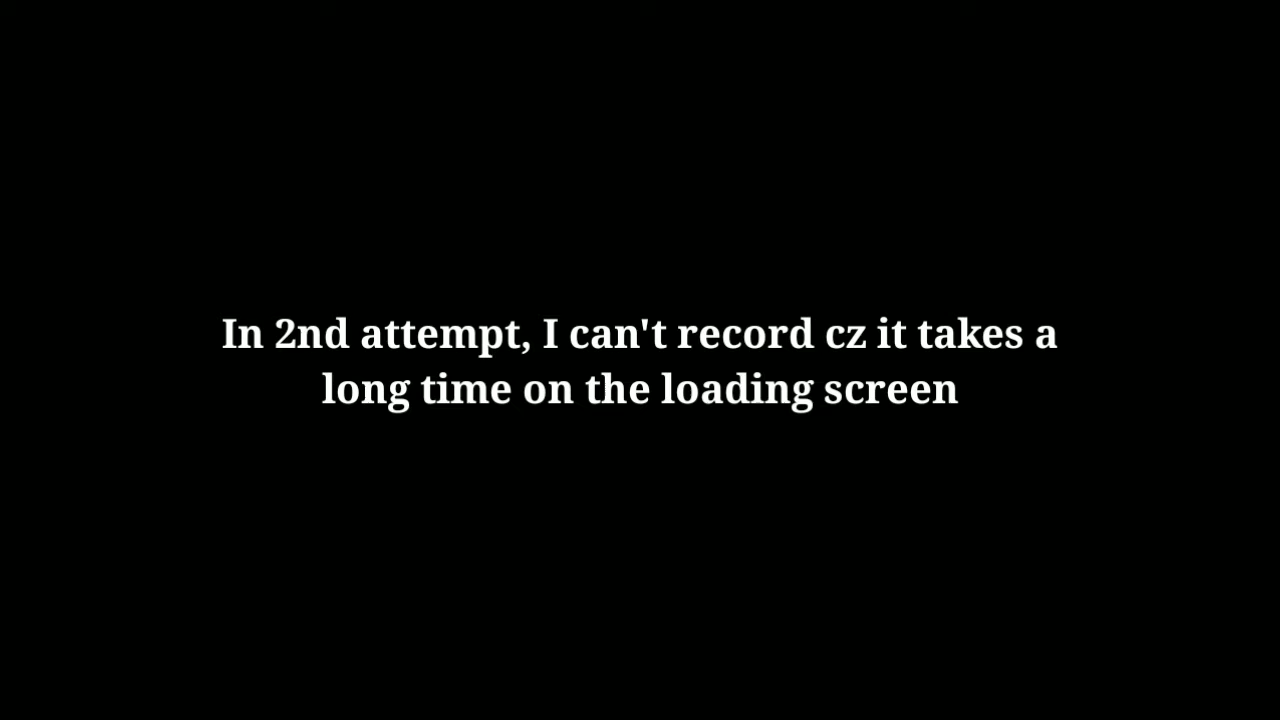 In 2nd attempt, I can't record cz it takes a
long time on the loading screen